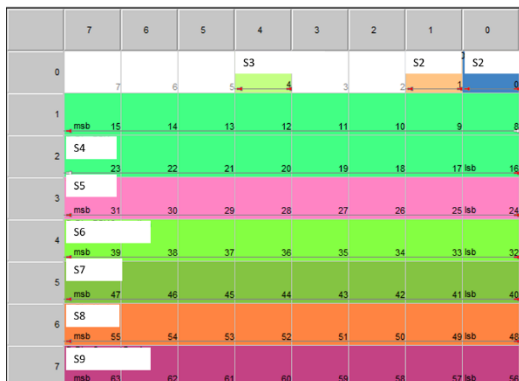 7 6 5 4 3 2 1 0
S3 S2 S2
0 7 6 5 4 3 2 1 0
1 msb 15 14 13 12 11 10 9 8
S4
2 23 22 21 20 19 18 17 lsb 16
S5
3 msb 31 30 29 28 27 26 25 lsb 24
S6
4 msb 39 38 37 36 35 34 33 lsb 32
S7
5 msb 47 46 45 44 43 42 41 lsb 40
S8
6 msb 55 54 53 52 51 50 49 lsb 48
S9
7 msb 63 62 61 60 59 58 57 lsb 56